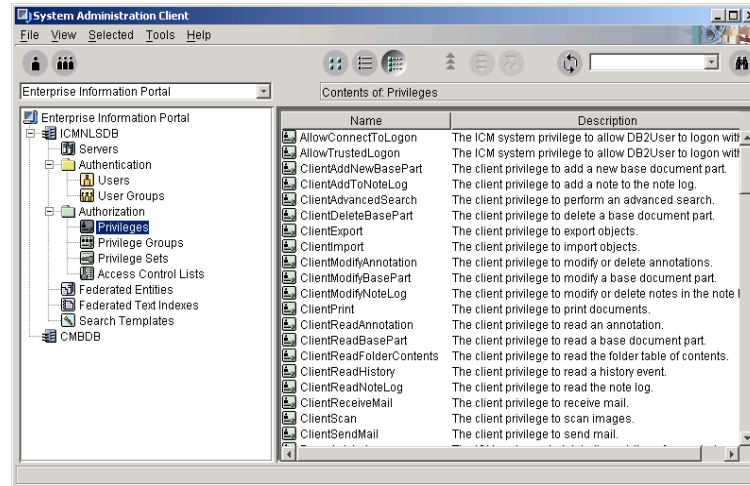 System Administration Client
File View Selected Tools Help
Enterprise Information Portal
Contents of: Privileges
Enterprise Information Portal
ICMNLSDB
Servers
Authentication
Users
User Groups
Authorization
Privileges
Privilege Groups
Privilege Sets
Access Control Lists
Federated Entities
Federated Text Indexes
Search Templates
CMBDB
Name Description
AllowConnectToLogon The ICM system privilege to allow DB2User to logon with
AllowTrustedLogon The ICM system privilege to allow DB2User to logon with
ClientAddNewBasePart The client privilege to add a new base document part.
ClientAddToNoteLog The client privilege to add a note to the note log.
ClientAdvancedSearch The client privilege to perform an advanced search.
ClientDeleteBasePart The client privilege to delete a base document part.
ClientExport The client privilege to export objects.
ClientImport The client privilege to import objects.
ClientModifyAnnotation The client privilege to modify or delete annotations.
ClientModifyBasePart The client privilege to modify a base document part.
ClientModifyNoteLog The client privilege to modify or delete notes in the note
ClientPrint The client privilege to print documents.
ClientReadAnnotation The client privilege to read an annotation.
ClientReadBasePart The client privilege to read a base document part.
ClientReadFolderContents The client privilege to read the folder table of contents.
ClientReadHistory The client privilege to read a history event.
ClientReadNoteLog The client privilege to read the note log.
ClientReceiveMail The client privilege to receive mail.
ClientScan The client privilege to scan images.
ClientSendMail The client privilege to send mail.